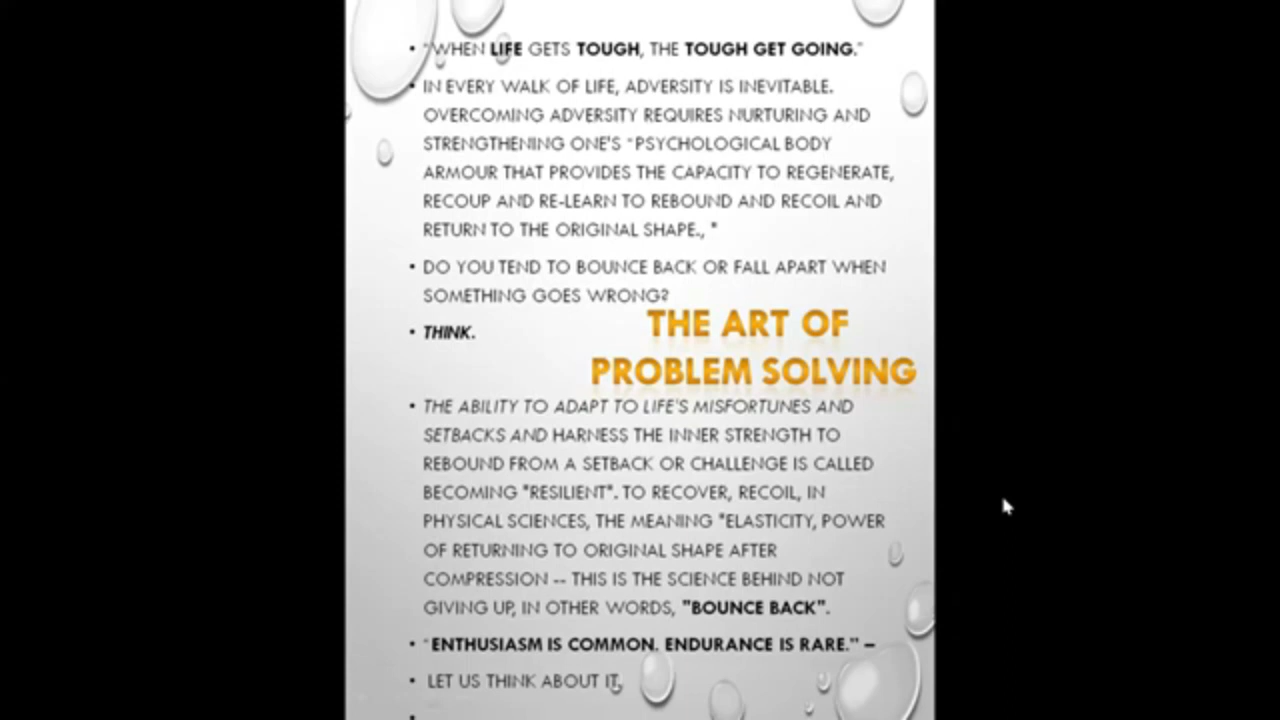 • "WHEN LIFE GETS TOUGH, THE TOUGH GET GOING."
• IN EVERY WALK OF LIFE, ADVERSITY IS INEVITABLE.
OVERCOMING ADVERSITY REQUIRES NURTURING AND
STRENGTHENING ONE'S "PSYCHOLOGICAL BODY
ARMOUR THAT PROVIDES THE CAPACITY TO REGENERATE,
RECOUP AND RE-LEARN TO REBOUND AND RECOIL AND
RETURN TO THE ORIGINAL SHAPE., "
• DO YOU TEND TO BOUNCE BACK OR FALL APART WHEN
SOMETHING GOES WRONG?
• THINK.
THE ART OF
PROBLEM SOLVING
• THE ABILITY TO ADAPT TO LIFE'S MISFORTUNES AND
SETBACKS AND HARNESS THE INNER STRENGTH TO
REBOUND FROM A SETBACK OR CHALLENGE IS CALLED
BECOMING "RESILIENT". TO RECOVER, RECOIL, IN
PHYSICAL SCIENCES, THE MEANING "ELASTICITY, POWER
OF RETURNING TO ORIGINAL SHAPE AFTER
COMPRESSION -- THIS IS THE SCIENCE BEHIND NOT
GIVING UP, IN OTHER WORDS, "BOUNCE BACK".
• "ENTHUSIASM IS COMMON. ENDURANCE IS RARE." –
• LET US THINK ABOUT IT.